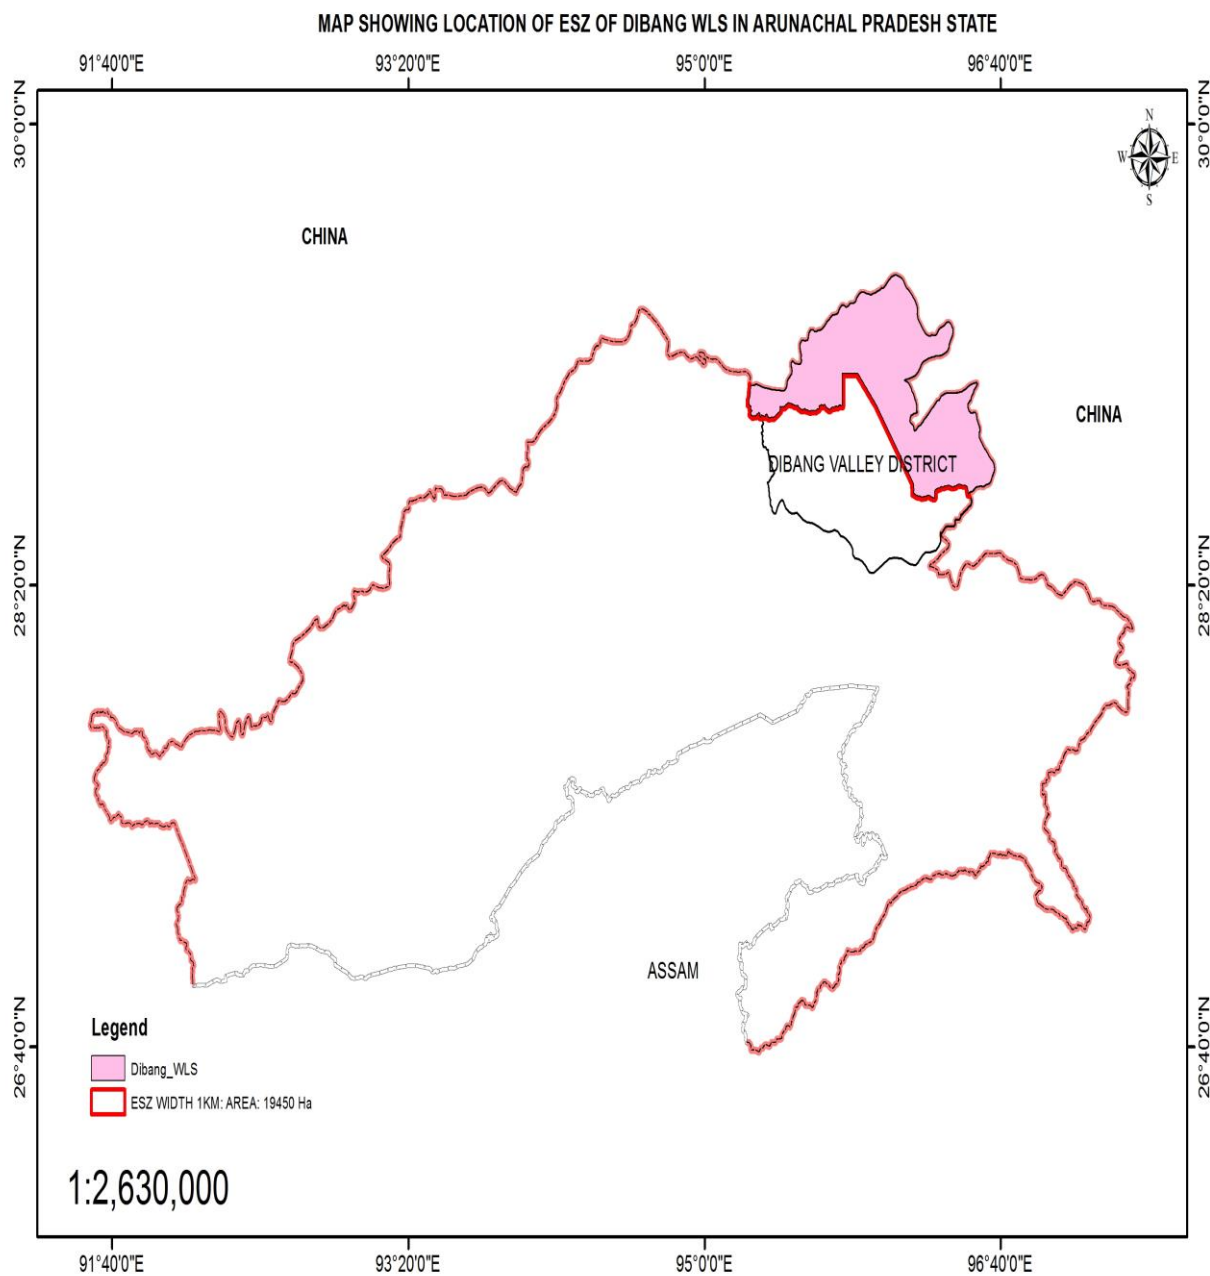 MAP SHOWING LOCATION OF ESZ OF DIBANG WLS IN ARUNACHAL PRADESH STATE
91°40'0"E 93°20'0"E 95°0'0"E 96°40'0"E
30°0'0"N 30°0'0"N
N
W E
S
CHINA
CHINA
DIBANG VALLEY DISTRICT
28°20'0"N 28°20'0"N
ASSAM
26°40'0"N 26°40'0"N
Legend
Dibang_WLS
ESZ WIDTH 1KM: AREA: 19450 Ha
1:2,630,000
91°40'0"E 93°20'0"E 95°0'0"E 96°40'0"E